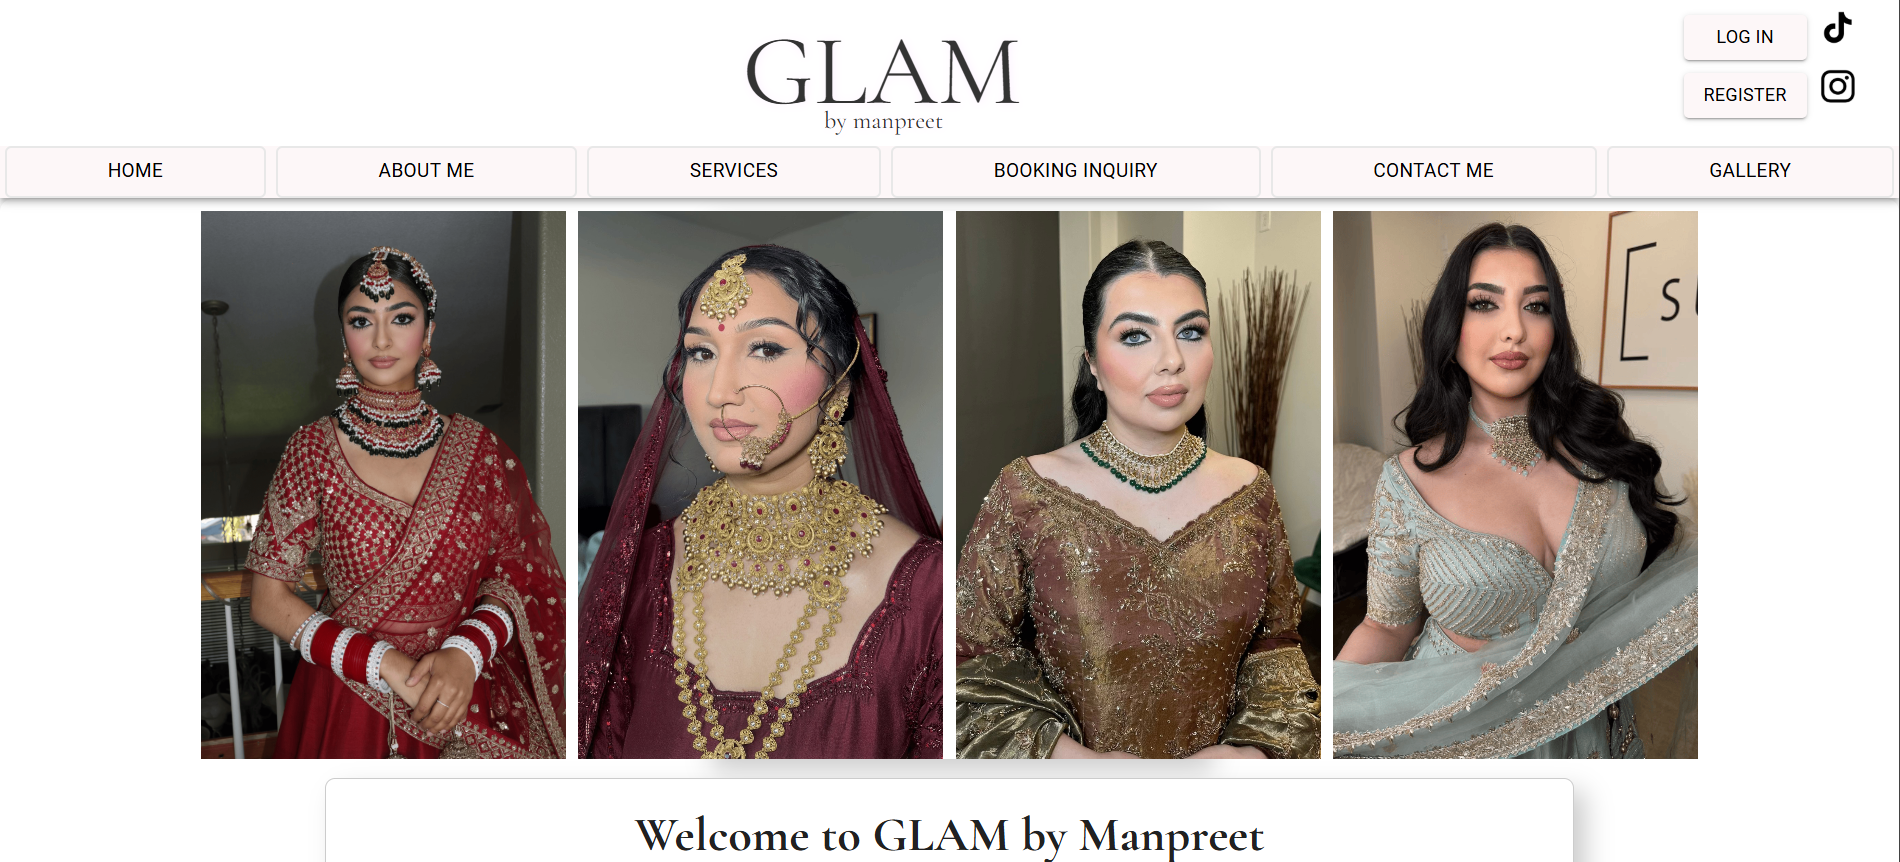 GLAM
by manpreet
LOG IN
REGISTER
HOME
ABOUT ME
SERVICES
BOOKING INQUIRY
CONTACT ME
GALLERY
Welcome to GLAM by Manpreet